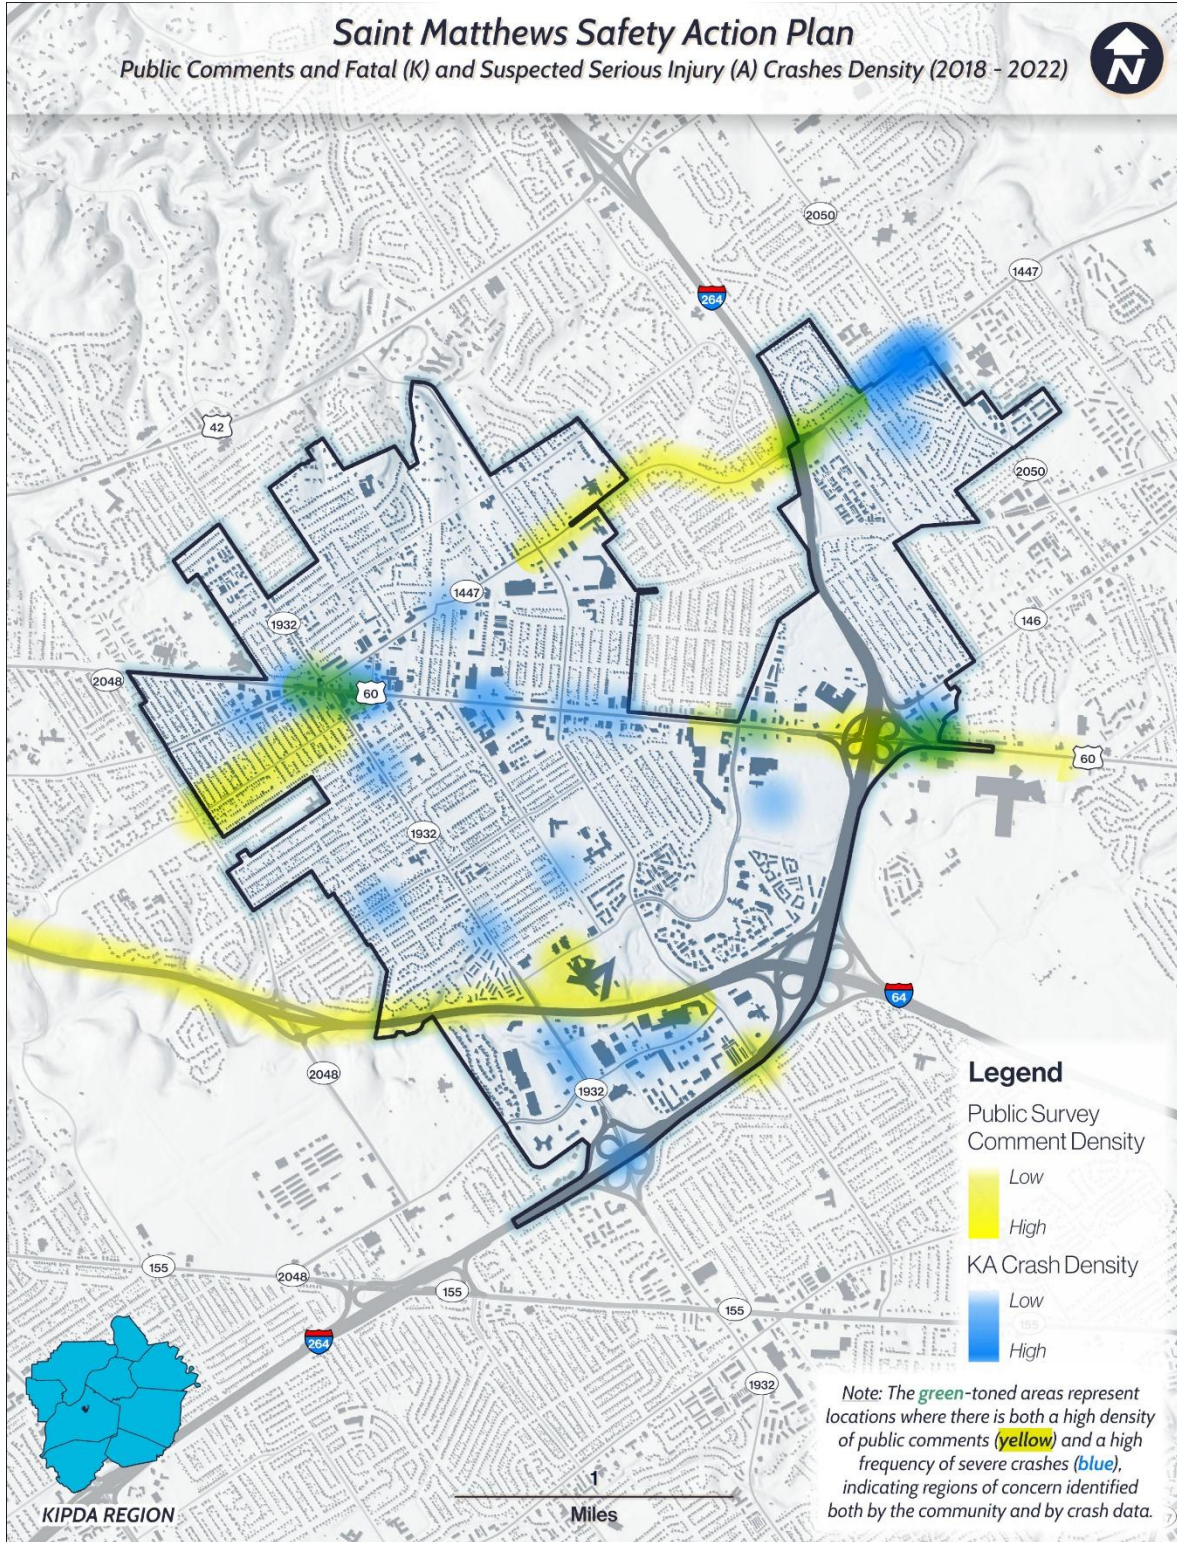 Saint Matthews Safety Action Plan
Public Comments and Fatal (K) and Suspected Serious Injury (A) Crashes Density (2018 - 2022)
N
2050
1447
264
42
2050
1447
1932
146
2048
60
60
1932
64
2048
1932
155
2048
155
155
264
1932
155
Legend
Public Survey
Comment Density
Low
High
KA Crash Density
Low
High
Note: The green-toned areas represent
locations where there is both a high density
of public comments (yellow) and a high
frequency of severe crashes (blue),
indicating regions of concern identified
both by the community and by crash data.
1
Miles
KIPDA REGION